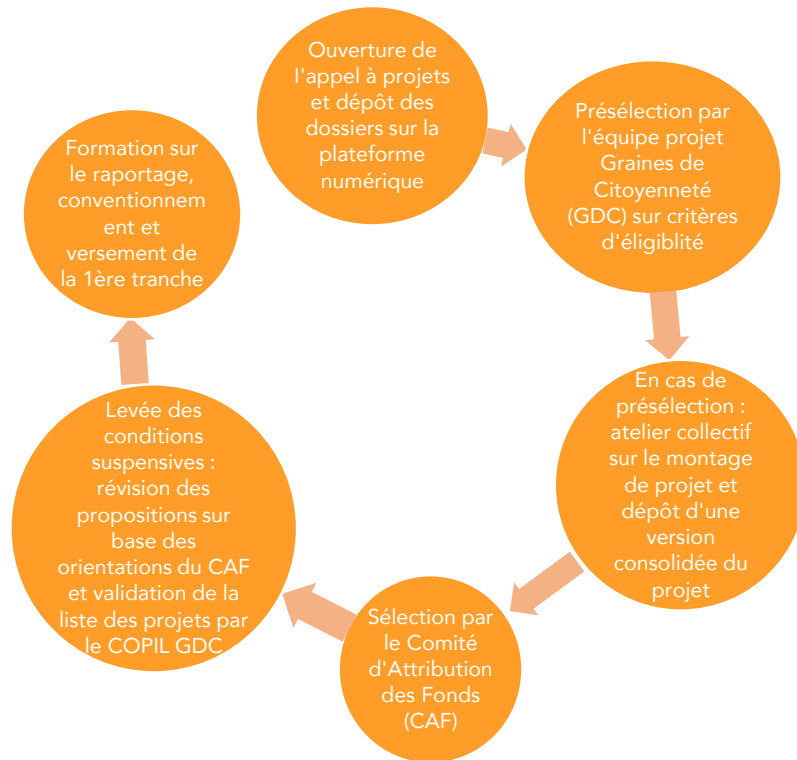 Ouverture de
l'appel à projets
et dépôt des
dossiers sur la
plateforme
numérique
Présélection par
l'équipe projet
Graines de
Citoyenneté
(GDC) sur critères
d'éligiblité
En cas de
présélection :
atelier collectif
sur le montage
de projet et
dépôt d'une
version
consolidée du
projet
Sélection par
le Comité
d'Attribution
des Fonds
(CAF)
Levée des
conditions
suspensives :
révision des
propositions sur
base des
orientations du CAF
et validation de la
liste des projets par
le COPIL GDC
Formation sur
le raportage,
conventionnem
ent et
versement de
la 1ère tranche